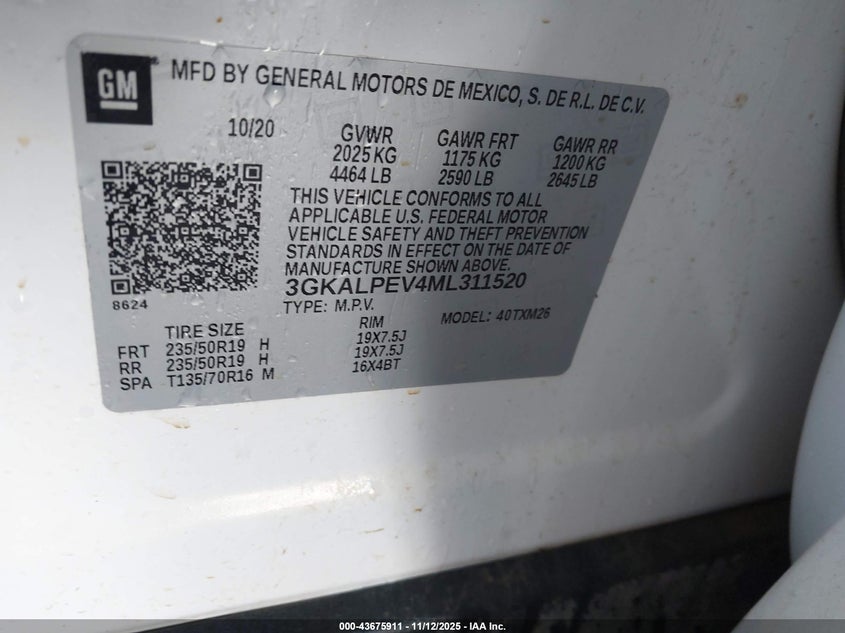 GM
MFD BY GENERAL MOTORS DE MEXICO, S. DE R.L. DE C.V.
10/20 GVWR GAWR FRT GAWR RR
2025 KG 1175 KG 1200 KG
4464 LB 2590 LB 2645 LB
THIS VEHICLE CONFORMS TO ALL
APPLICABLE U.S. FEDERAL MOTOR
VEHICLE SAFETY AND THEFT PREVENTION
STANDARDS IN EFFECT ON THE DATE OF
MANUFACTURE SHOWN ABOVE.
3GKALPEV4ML311520
8624
TYPE: M.P.V. MODEL: 40TXM26
TIRE SIZE RIM
FRT 235/50R19 H 19X7.5J
RR 235/50R19 H 19X7.5J
SPA T135/70R16 M 16X4BT
000-43675911 - 11/12/2025 - IAA Inc.